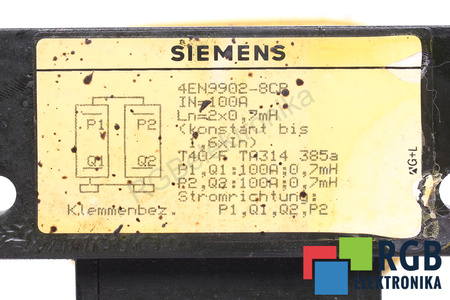 SIEMENS
4EN9902-8CB
IN=100A
Ln=2x0,7mH
(konstant bis
1,6xIn)
T40/F TA314 385a
P1,Q1:100A;0,7mH
P2,Q2:100A;0,7mH
Stromrichtung:
P1,Q1,Q2,P2
P1 P2
Q1 Q2
Klemmenbez.
G+L
RGB
ELEKTRONIKA